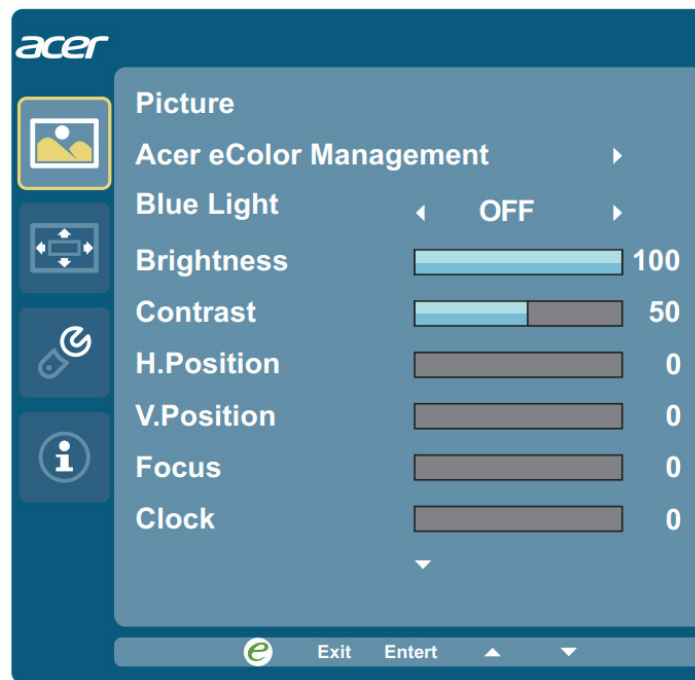 acer
Picture
Acer eColor Management
Blue Light OFF
Brightness 100
Contrast 50
H.Position 0
V.Position 0
Focus 0
Clock 0
e Exit Entert